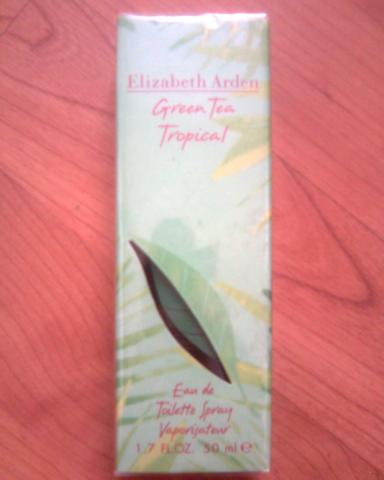 Elizabeth Arden
Green Tea
Tropical
Eau de
Toilette Spray
Vaporisateur
1.7 FL.OZ. 50 ml ℮